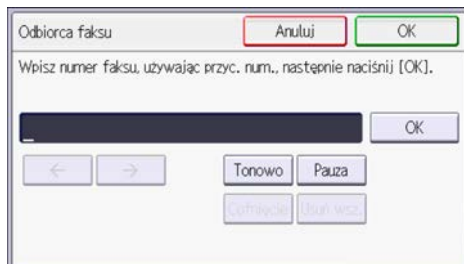 Odbiorca faksu Anuluj OK
Wpisz numer faksu, używając przyc. num., następnie naciśnij [OK].
_ OK
← →
Tonowo Pauza
Cofnięcie Usuń wsz.